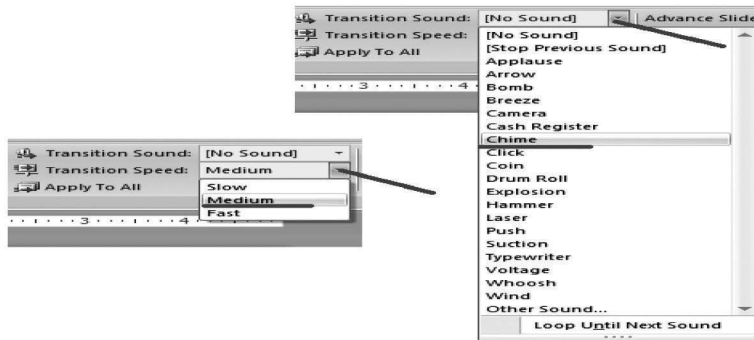 Transition Sound: [No Sound] Advance Slide
Transition Speed:
Apply To All
3 4
[No Sound]
[Stop Previous Sound]
Applause
Arrow
Bomb
Breeze
Camera
Cash Register
Chime
Click
Coin
Drum Roll
Explosion
Hammer
Laser
Push
Suction
Typewriter
Voltage
Whoosh
Wind
Other Sound...
Loop Until Next Sound
Transition Sound: [No Sound]
Transition Speed: Medium
Apply To All
Slow
Medium
Fast
3 4